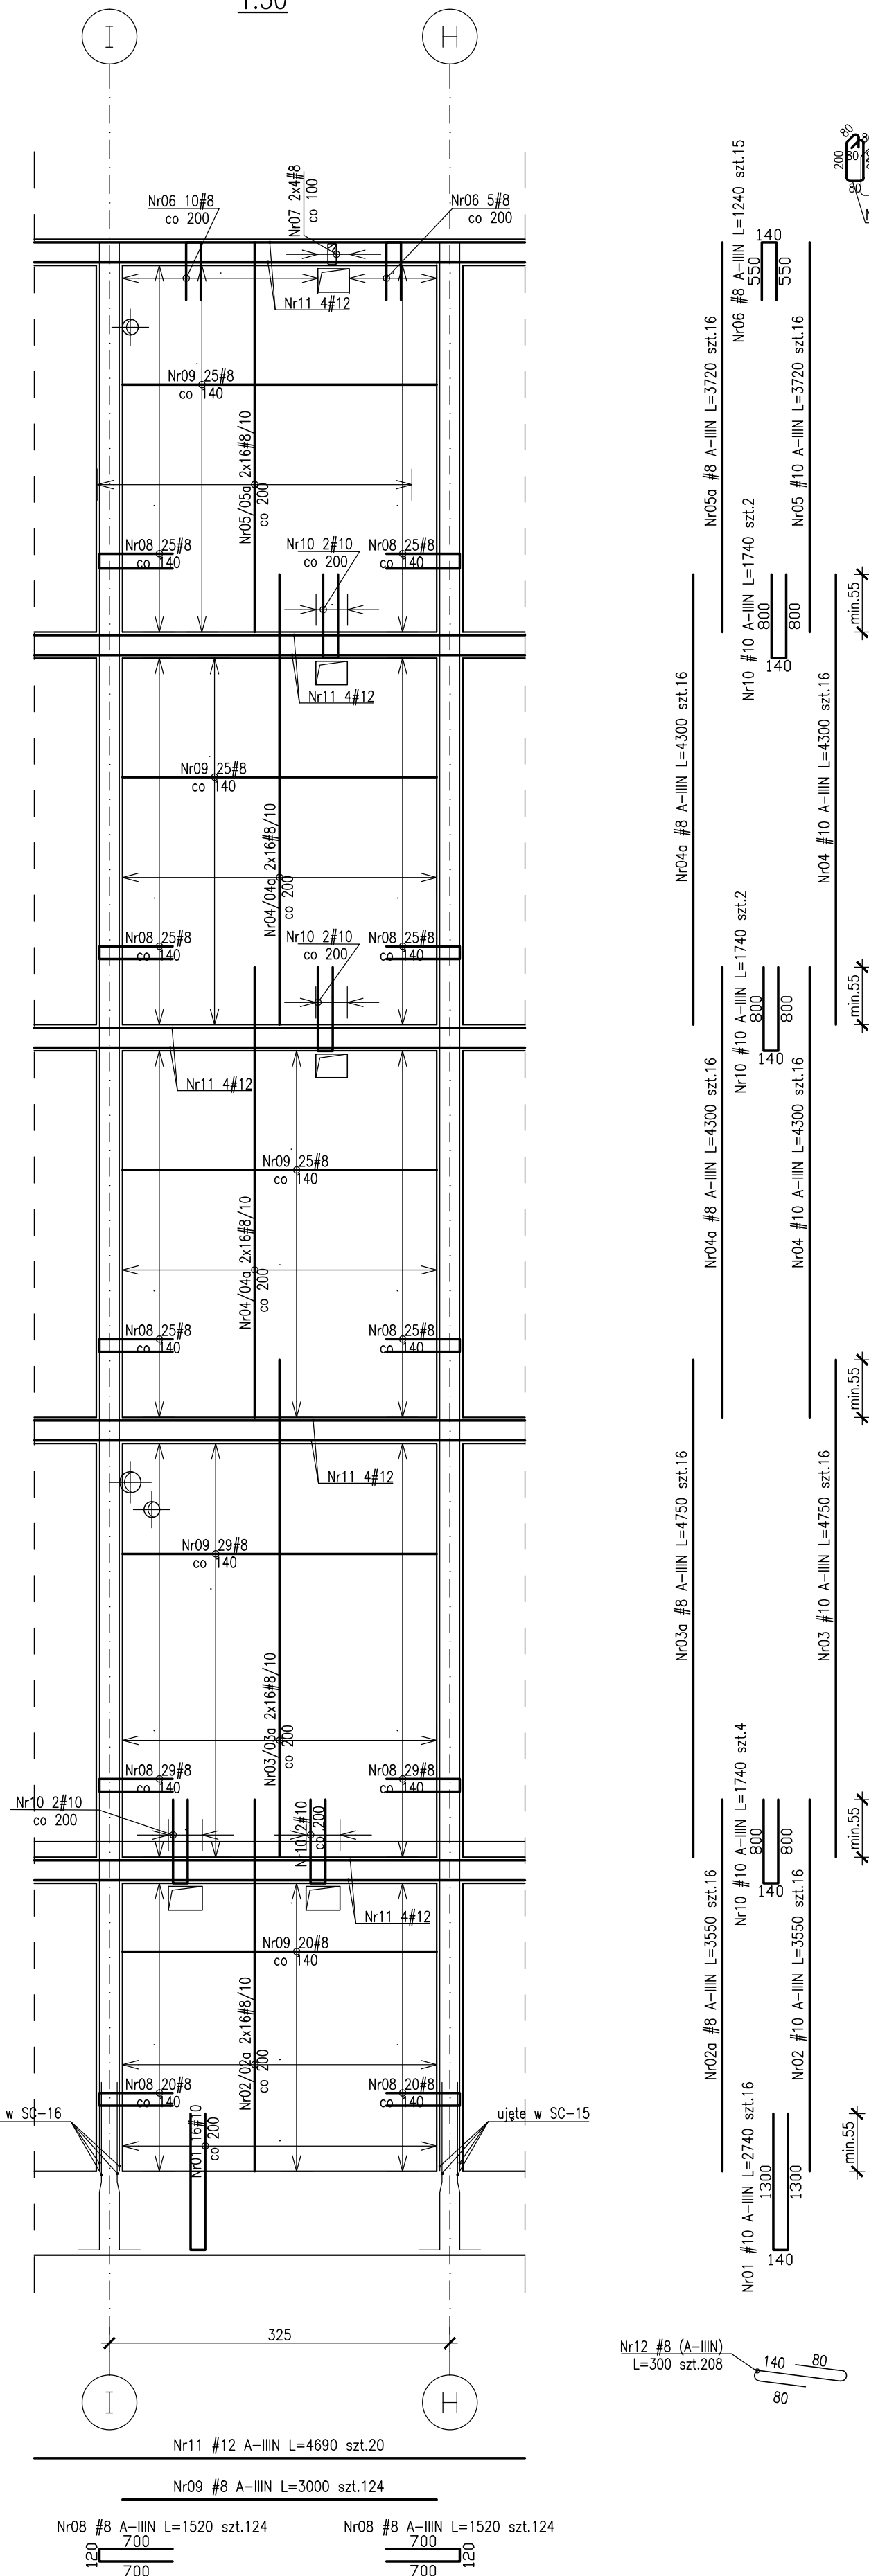 1:50
I
H
Nr06 10#8
co 200
Nr07 2x4#8
co 100
Nr06 5#8
co 200
Nr11 4#12
Nr09 25#8
co 140
Nr05/05a 2x16#8/10
co 200
Nr08 25#8
co 140
Nr10 2#10
co 200
Nr08 25#8
co 140
Nr11 4#12
Nr09 25#8
co 140
Nr04/04a 2x16#8/10
co 200
Nr08 25#8
co 140
Nr10 2#10
co 200
Nr08 25#8
co 140
Nr11 4#12
Nr09 25#8
co 140
Nr04/04a 2x16#8/10
co 200
Nr08 25#8
co 140
Nr08 25#8
co 140
Nr11 4#12
Nr09 29#8
co 140
Nr03/03a 2x16#8/10
co 200
Nr08 29#8
co 140
Nr08 29#8
co 140
Nr10 2#10
co 200
Nr10 2#10
co 200
Nr11 4#12
Nr09 20#8
co 140
Nr02/02a 2x16#8/10
co 200
Nr08 20#8
co 140
Nr08 20#8
co 140
w SC-16
ujęte w SC-15
Nr01 16#10
co 200
325
I
H
Nr11 #12 A-IIIN L=4690 szt.20
Nr09 #8 A-IIIN L=3000 szt.124
Nr08 #8 A-IIIN L=1520 szt.124
700
120
700
Nr08 #8 A-IIIN L=1520 szt.124
700
120
700
80
80
200
80
80
Nr06 #8 A-IIIN L=1240 szt.15
140
550
550
Nr05a #8 A-IIIN L=3720 szt.16
Nr05 #10 A-IIIN L=3720 szt.16
Nr10 #10 A-IIIN L=1740 szt.2
800
800
140
min.55
Nr04a #8 A-IIIN L=4300 szt.16
Nr04 #10 A-IIIN L=4300 szt.16
Nr10 #10 A-IIIN L=1740 szt.2
800
800
140
min.55
Nr04a #8 A-IIIN L=4300 szt.16
Nr04 #10 A-IIIN L=4300 szt.16
min.55
Nr03a #8 A-IIIN L=4750 szt.16
Nr03 #10 A-IIIN L=4750 szt.16
Nr10 #10 A-IIIN L=1740 szt.4
800
800
140
min.55
Nr02a #8 A-IIIN L=3550 szt.16
Nr02 #10 A-IIIN L=3550 szt.16
Nr01 #10 A-IIIN L=2740 szt.16
1300
1300
140
min.55
Nr12 #8 (A-IIIN)
L=300 szt.208
140
80
80